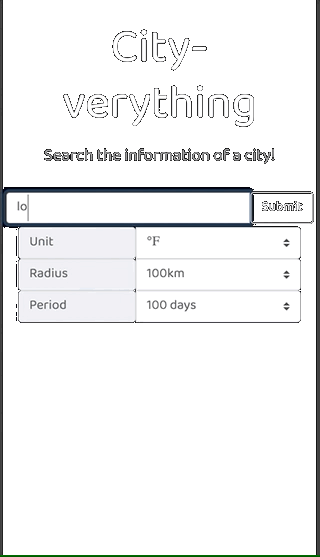 City-
verything
Search the information of a city!
lo
Submit
Unit
°F
Radius
100km
Period
100 days